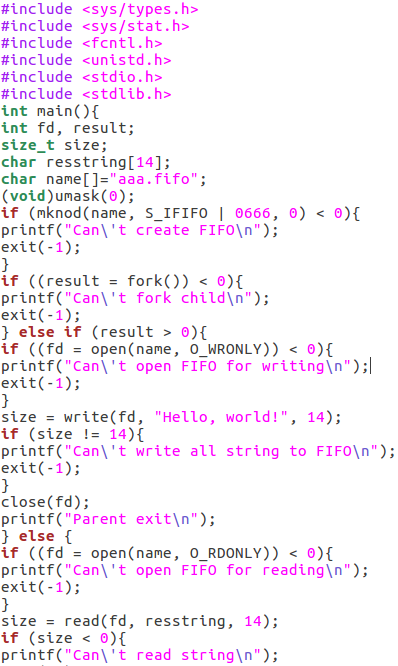 #include <sys/types.h>
#include <sys/stat.h>
#include <fcntl.h>
#include <unistd.h>
#include <stdio.h>
#include <stdlib.h>
int main(){
int fd, result;
size_t size;
char resstring[14];
char name[]="aaa.fifo";
(void)umask(0);
if (mknod(name, S_IFIFO | 0666, 0) < 0){
printf("Can\'t create FIFO\n");
exit(-1);
}
if ((result = fork()) < 0){
printf("Can\'t fork child\n");
exit(-1);
} else if (result > 0){
if ((fd = open(name, O_WRONLY)) < 0){
printf("Can\'t open FIFO for writing\n");
exit(-1);
}
size = write(fd, "Hello, world!", 14);
if (size != 14){
printf("Can\'t write all string to FIFO\n");
exit(-1);
}
close(fd);
printf("Parent exit\n");
} else {
if ((fd = open(name, O_RDONLY)) < 0){
printf("Can\'t open FIFO for reading\n");
exit(-1);
}
size = read(fd, resstring, 14);
if (size < 0){
printf("Can\'t read string\n");